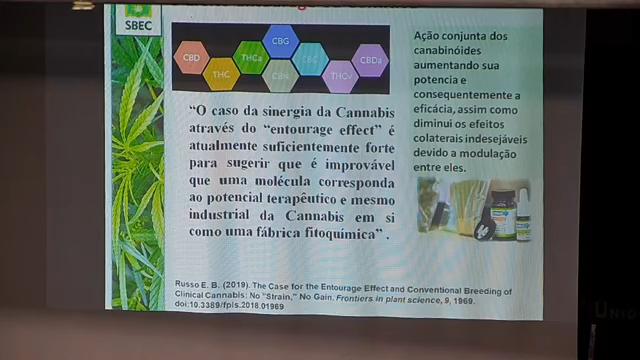 SBEC
CBD
THC
THCa
CBG
CBN
CBC
THCv
CBDa
“O caso da sinergia da Cannabis
através do “entourage effect” é
atualmente suficientemente forte
para sugerir que é improvável
que uma molécula corresponda
ao potencial terapêutico e mesmo
industrial da Cannabis em si
como uma fábrica fitoquímica” .
Ação conjunta dos
canabinóides
aumentando sua
potencia e
consequentemente a
eficácia, assim como
diminui os efeitos
colaterais indesejáveis
devido a modulação
entre eles.
Russo E. B. (2019). The Case for the Entourage Effect and Conventional Breeding of
Clinical Cannabis: No "Strain," No Gain. Frontiers in plant science, 9, 1969.
doi:10.3389/fpls.2018.01969